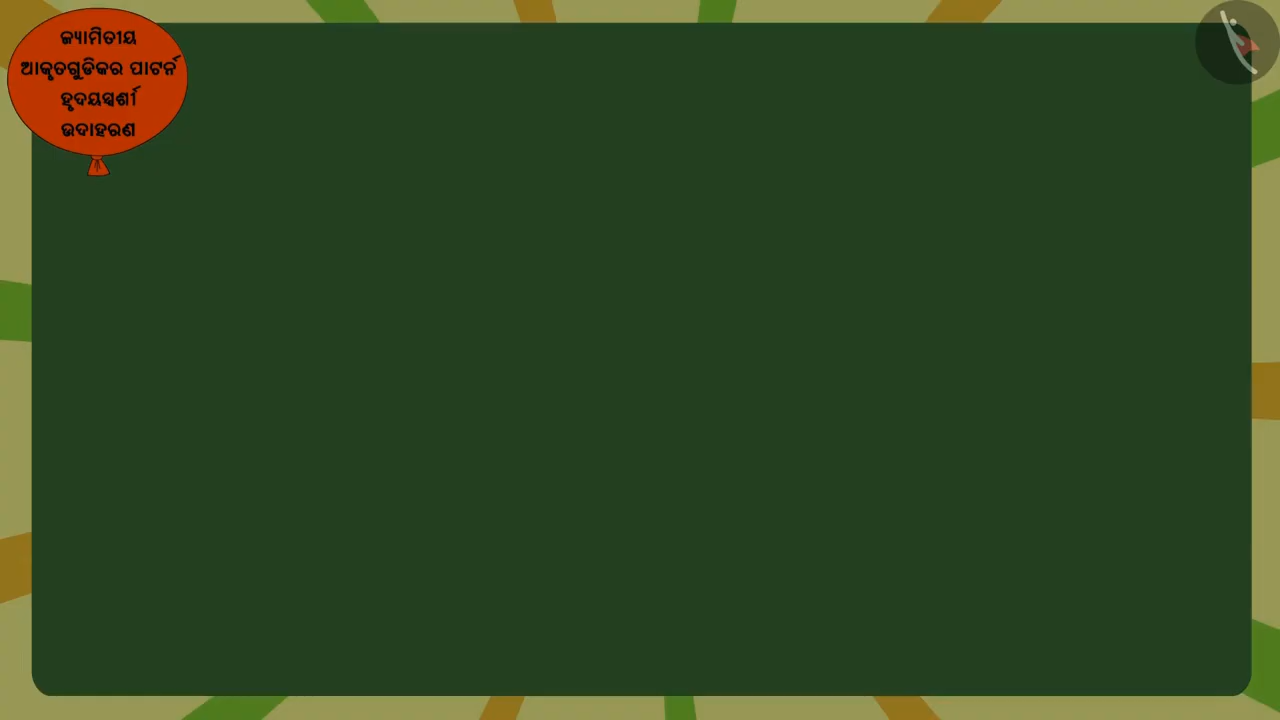 ଜ୍ୟାମିତୀୟ
ଆକୃତଗୁଡିକର ପାଟର୍ନ
ହୃଦୟସ୍ପର୍ଶୀ
ଉଦାହରଣ